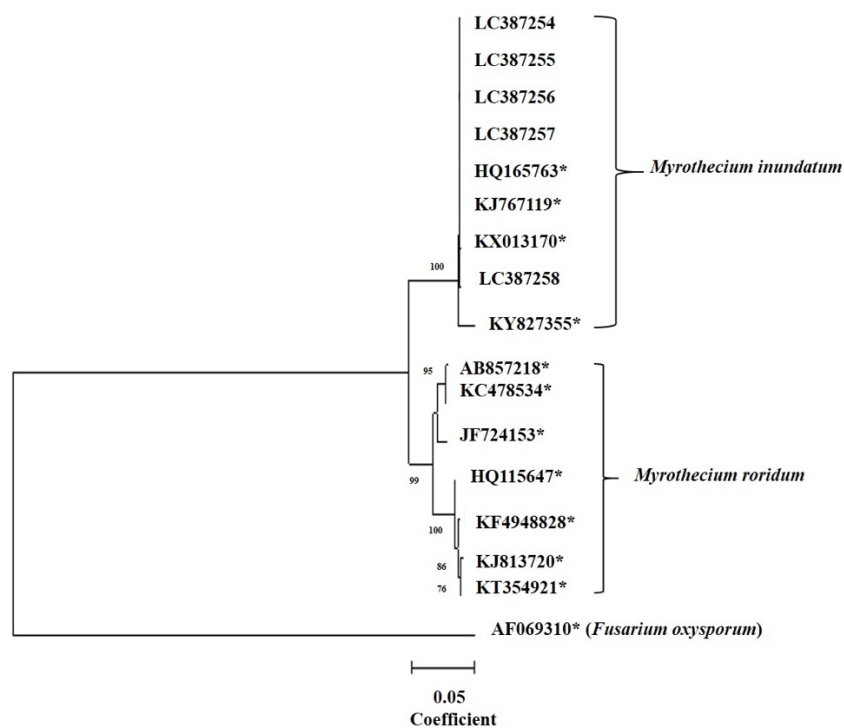 LC387254
LC387255
LC387256
LC387257
HQ165763*
Myrothecium inundatum
KJ767119*
KX013170*
100
LC387258
KY827355*
95
AB857218*
KC478534*
JF724153*
99
HQ115647*
Myrothecium roridum
100
KF4948828*
86
KJ813720*
76
KT354921*
AF069310* (Fusarium oxysporum)
0.05
Coefficient